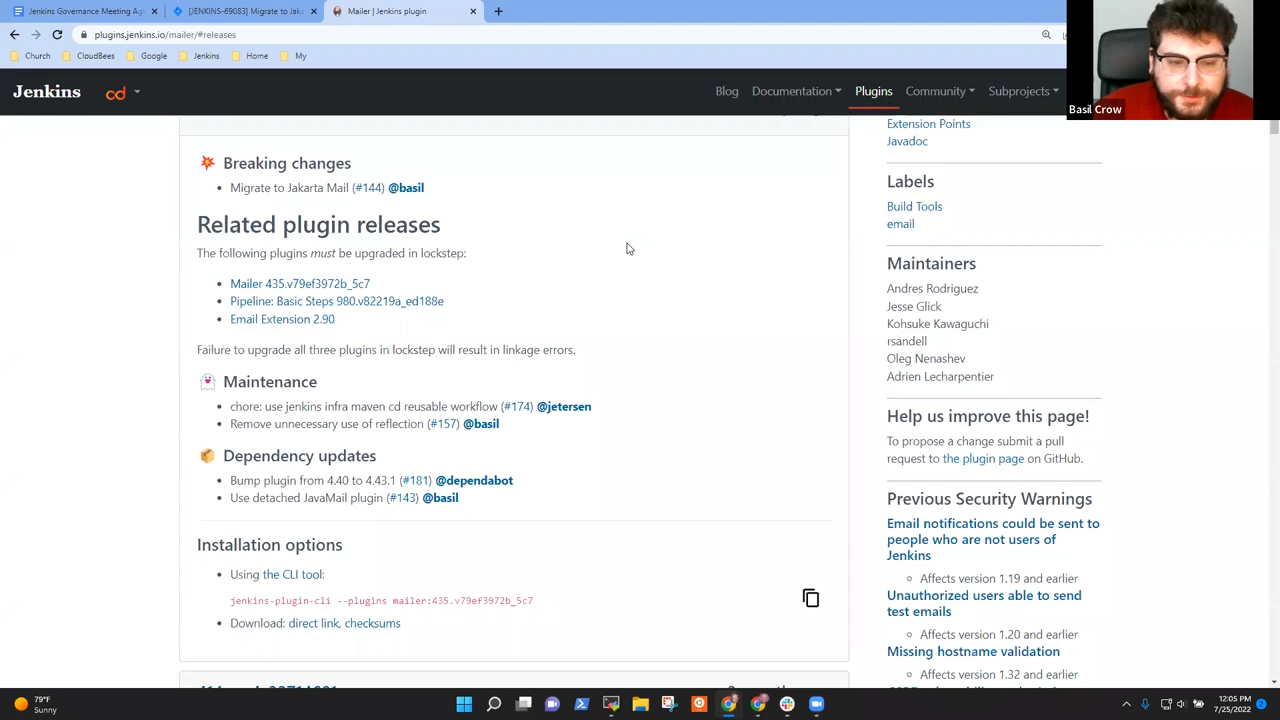 Jenkins Governance Meeting Ag
[JENKINS-69083] Migrate to Jaka
Mailer | Jenkins plugin
plugins.jenkins.io/mailer/#releases
Church
CloudBees
Google
Jenkins
Home
My
Jenkins
cd
Blog
Documentation
Plugins
Community
Subprojects
Basil Crow
Breaking changes
Migrate to Jakarta Mail (#144) @basil
Related plugin releases
The following plugins must be upgraded in lockstep:
Mailer 435.v79ef3972b_5c7
Pipeline: Basic Steps 980.v82219a_ed188e
Email Extension 2.90
Failure to upgrade all three plugins in lockstep will result in linkage errors.
Maintenance
chore: use jenkins infra maven cd reusable workflow (#174) @jetersen
Remove unnecessary use of reflection (#157) @basil
Dependency updates
Bump plugin from 4.40 to 4.43.1 (#181) @dependabot
Use detached JavaMail plugin (#143) @basil
Installation options
Using the CLI tool:
jenkins-plugin-cli --plugins mailer:435.v79ef3972b_5c7
Download: direct link, checksums
Extension Points
Javadoc
Labels
Build Tools
email
Maintainers
Andres Rodriguez
Jesse Glick
Kohsuke Kawaguchi
rsandell
Oleg Nenashev
Adrien Lecharpentier
Help us improve this page!
To propose a change submit a pull
request to the plugin page on GitHub.
Previous Security Warnings
Email notifications could be sent to
people who are not users of
Jenkins
Affects version 1.19 and earlier
Unauthorized users able to send
test emails
Affects version 1.20 and earlier
Missing hostname validation
Affects version 1.32 and earlier
79°F
Sunny
12:05 PM
7/25/2022